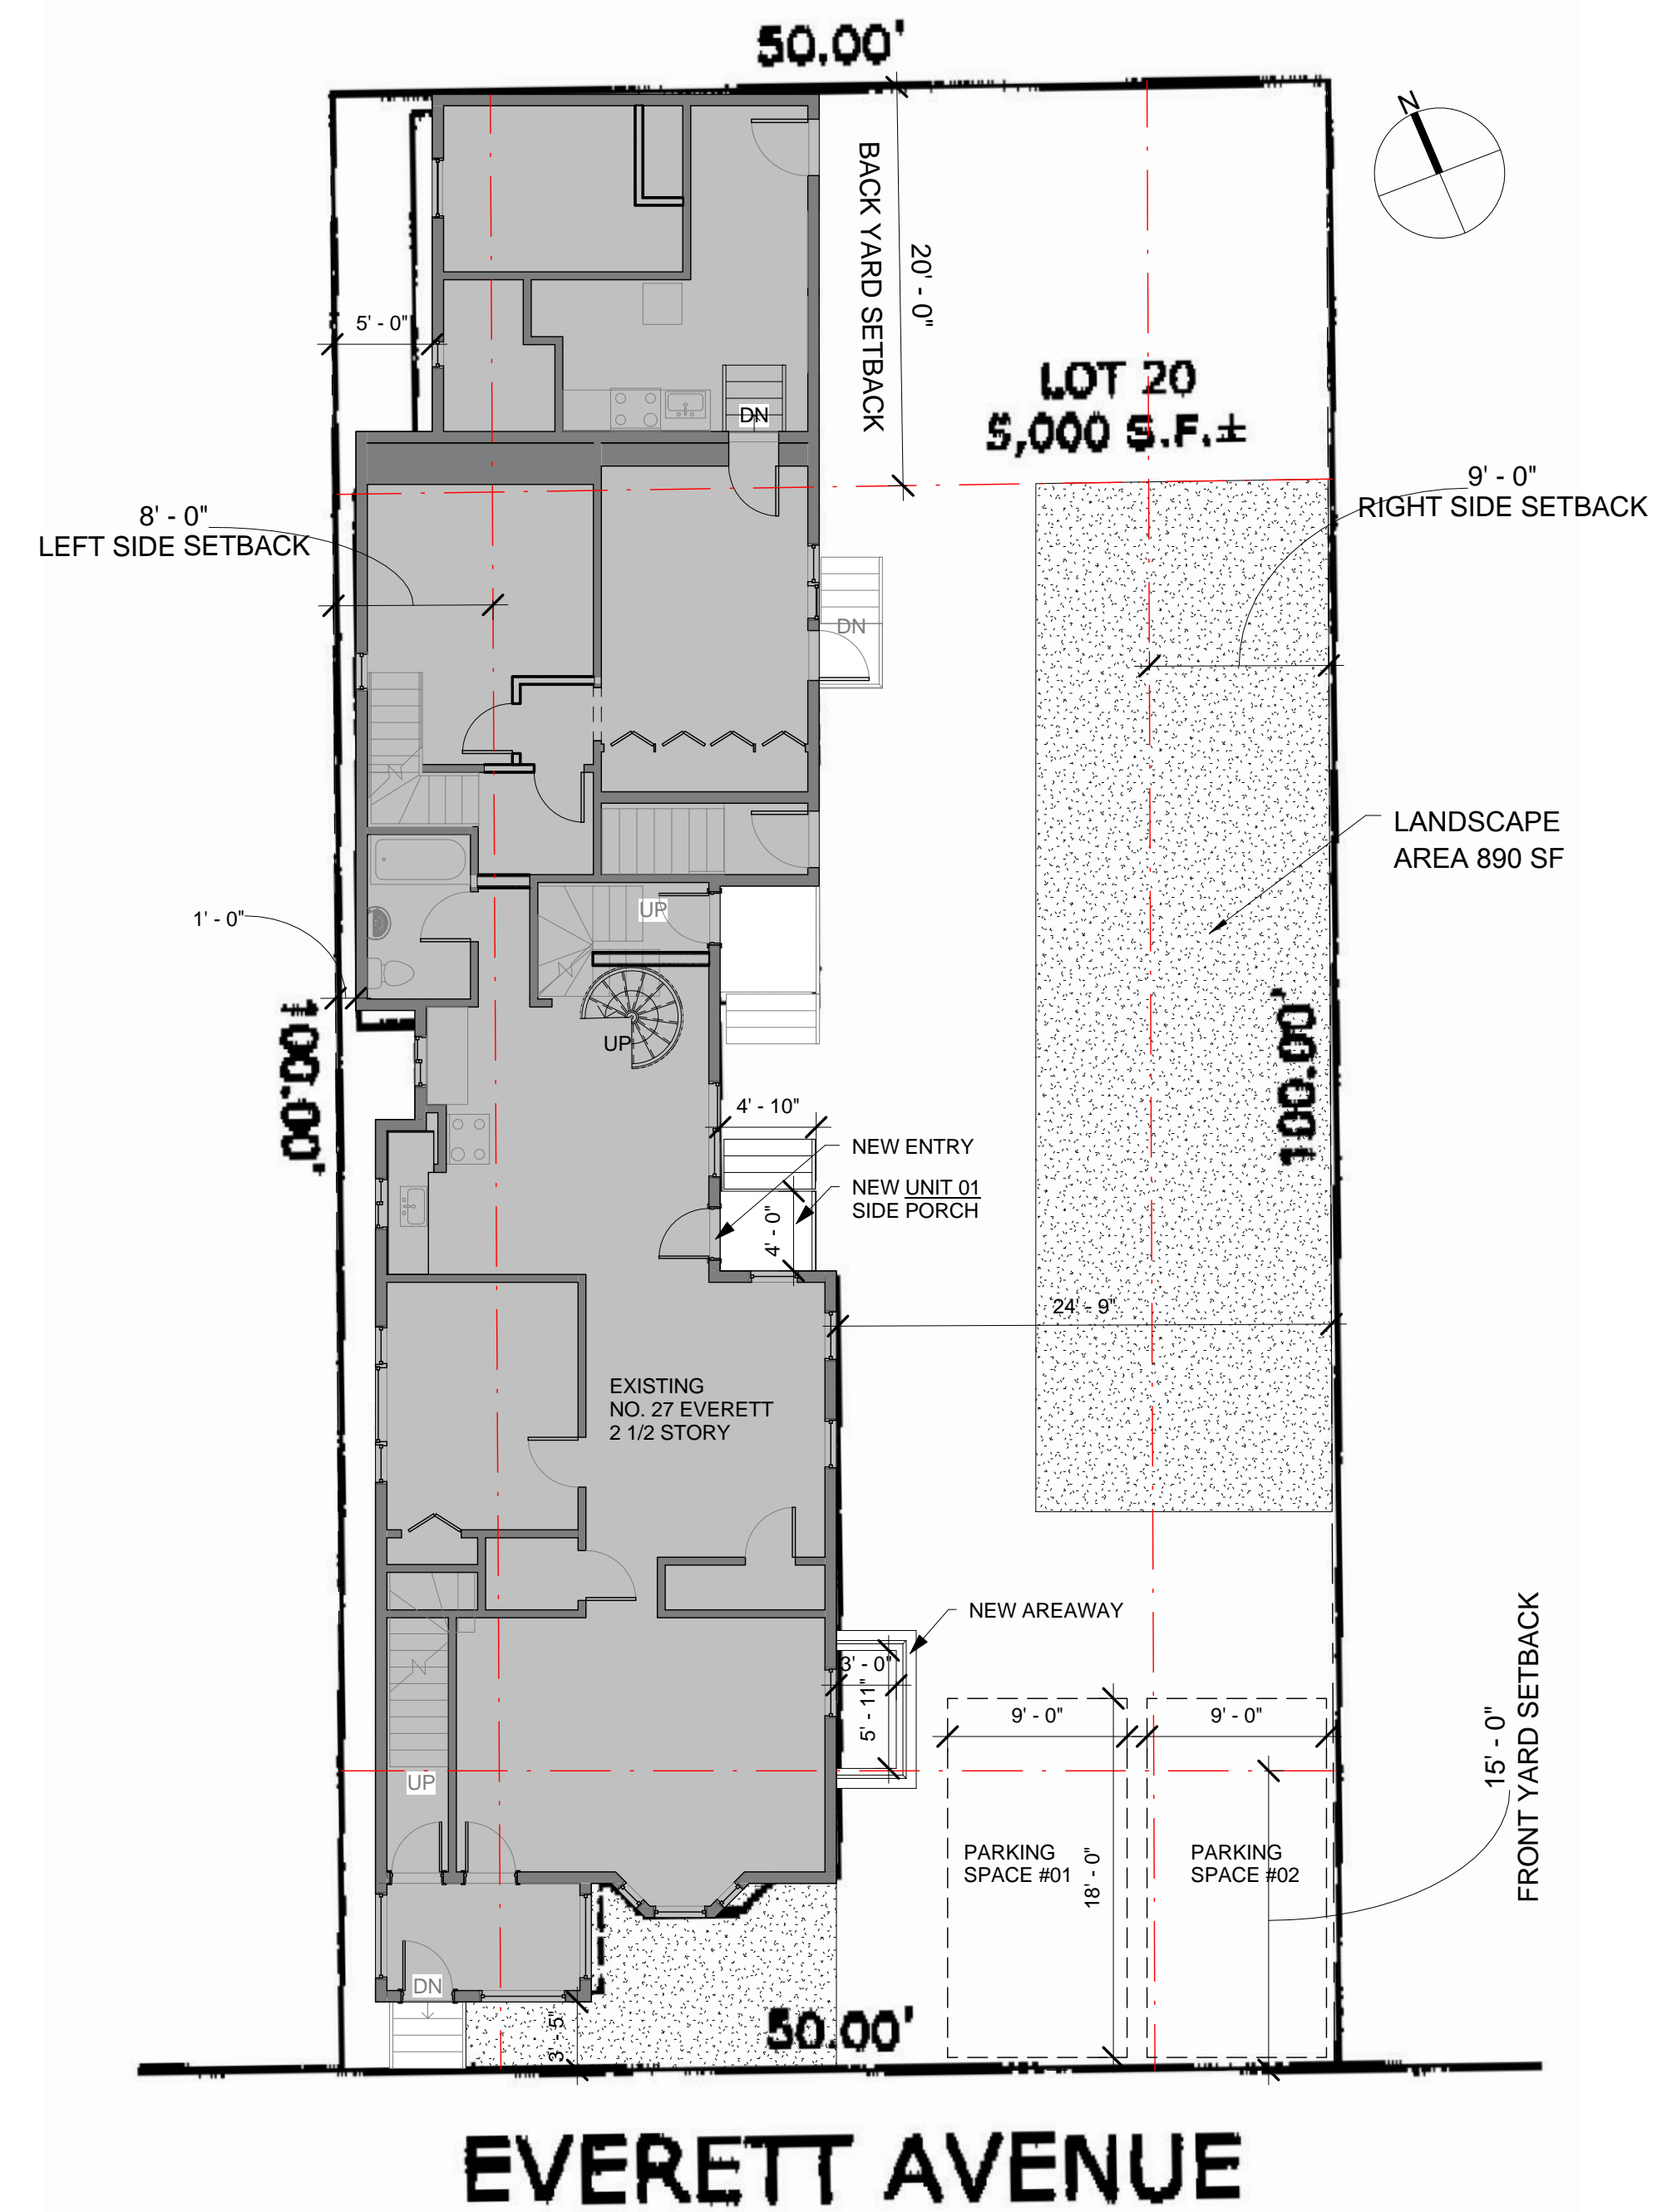 50.00'
N
BACK YARD SETBACK
20' - 0"
5' - 0"
LOT 20
5,000 S.F.±
DN
9' - 0"
RIGHT SIDE SETBACK
8' - 0"
LEFT SIDE SETBACK
DN
LANDSCAPE
AREA 890 SF
1' - 0"
UP
UP
100.00'
100.00'
4' - 10"
NEW ENTRY
NEW UNIT 01
SIDE PORCH
4' - 0"
24' - 9"
EXISTING
NO. 27 EVERETT
2 1/2 STORY
NEW AREAWAY
3' - 0"
5' - 11"
9' - 0"
9' - 0"
15' - 0"
FRONT YARD SETBACK
UP
PARKING
SPACE #01
18' - 0"
PARKING
SPACE #02
DN
3' - 5"
50.00'
EVERETT AVENUE